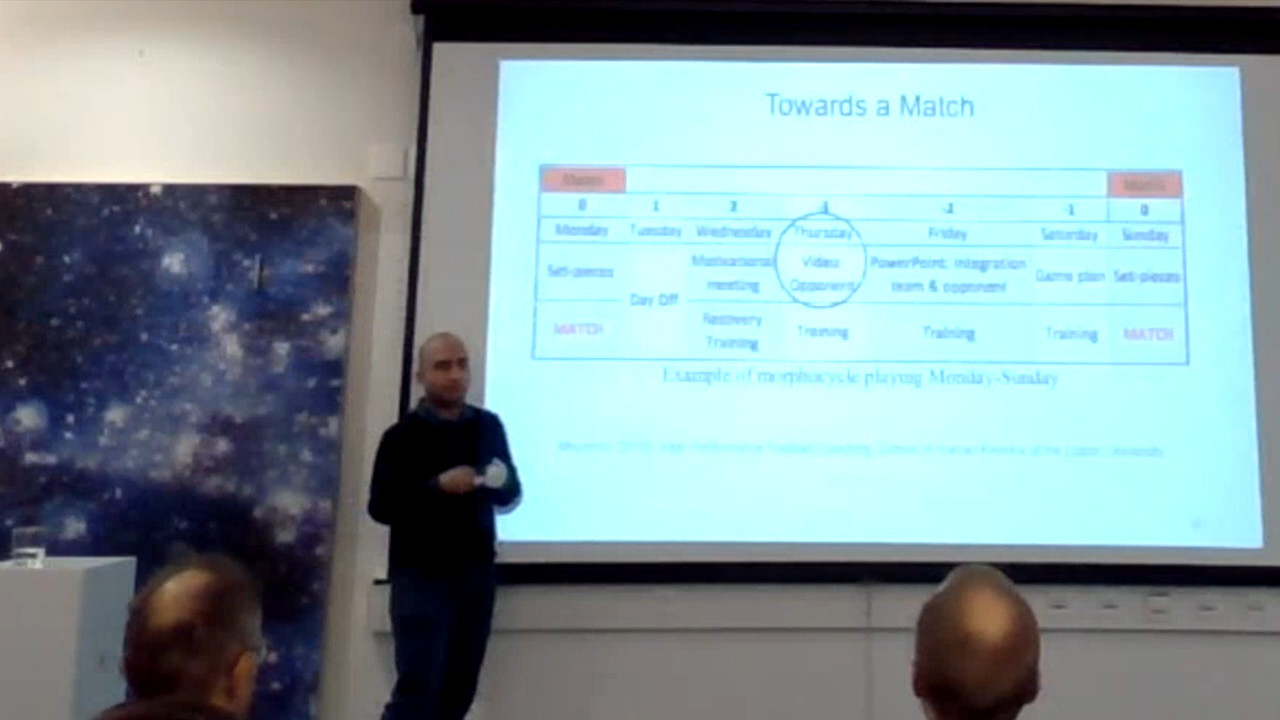 Towards a Match
0 1 2 -2 -1 0
Monday Tuesday Wednesday Thursday Friday Saturday Sunday
Set-pieces Motivational meeting Video Opponent PowerPoint: integration team & opponent Game plan Set-pieces
Day Off
MATCH Recovery Training Training Training Training MATCH
Example of morphocycle playing Monday-Sunday